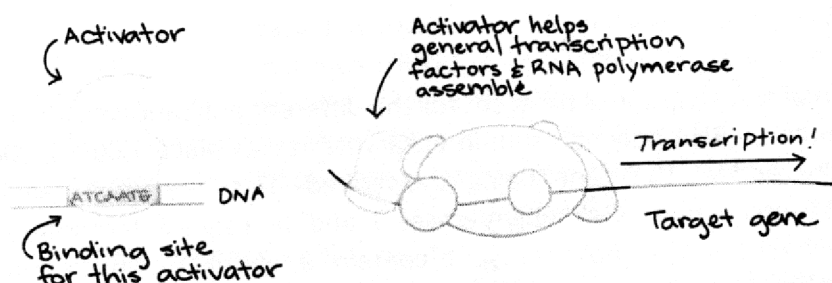 Activator
ATCAATG
DNA
Binding site
for this activator
Activator helps
general transcription
factors & RNA polymerase
assemble
Transcription!
Target gene